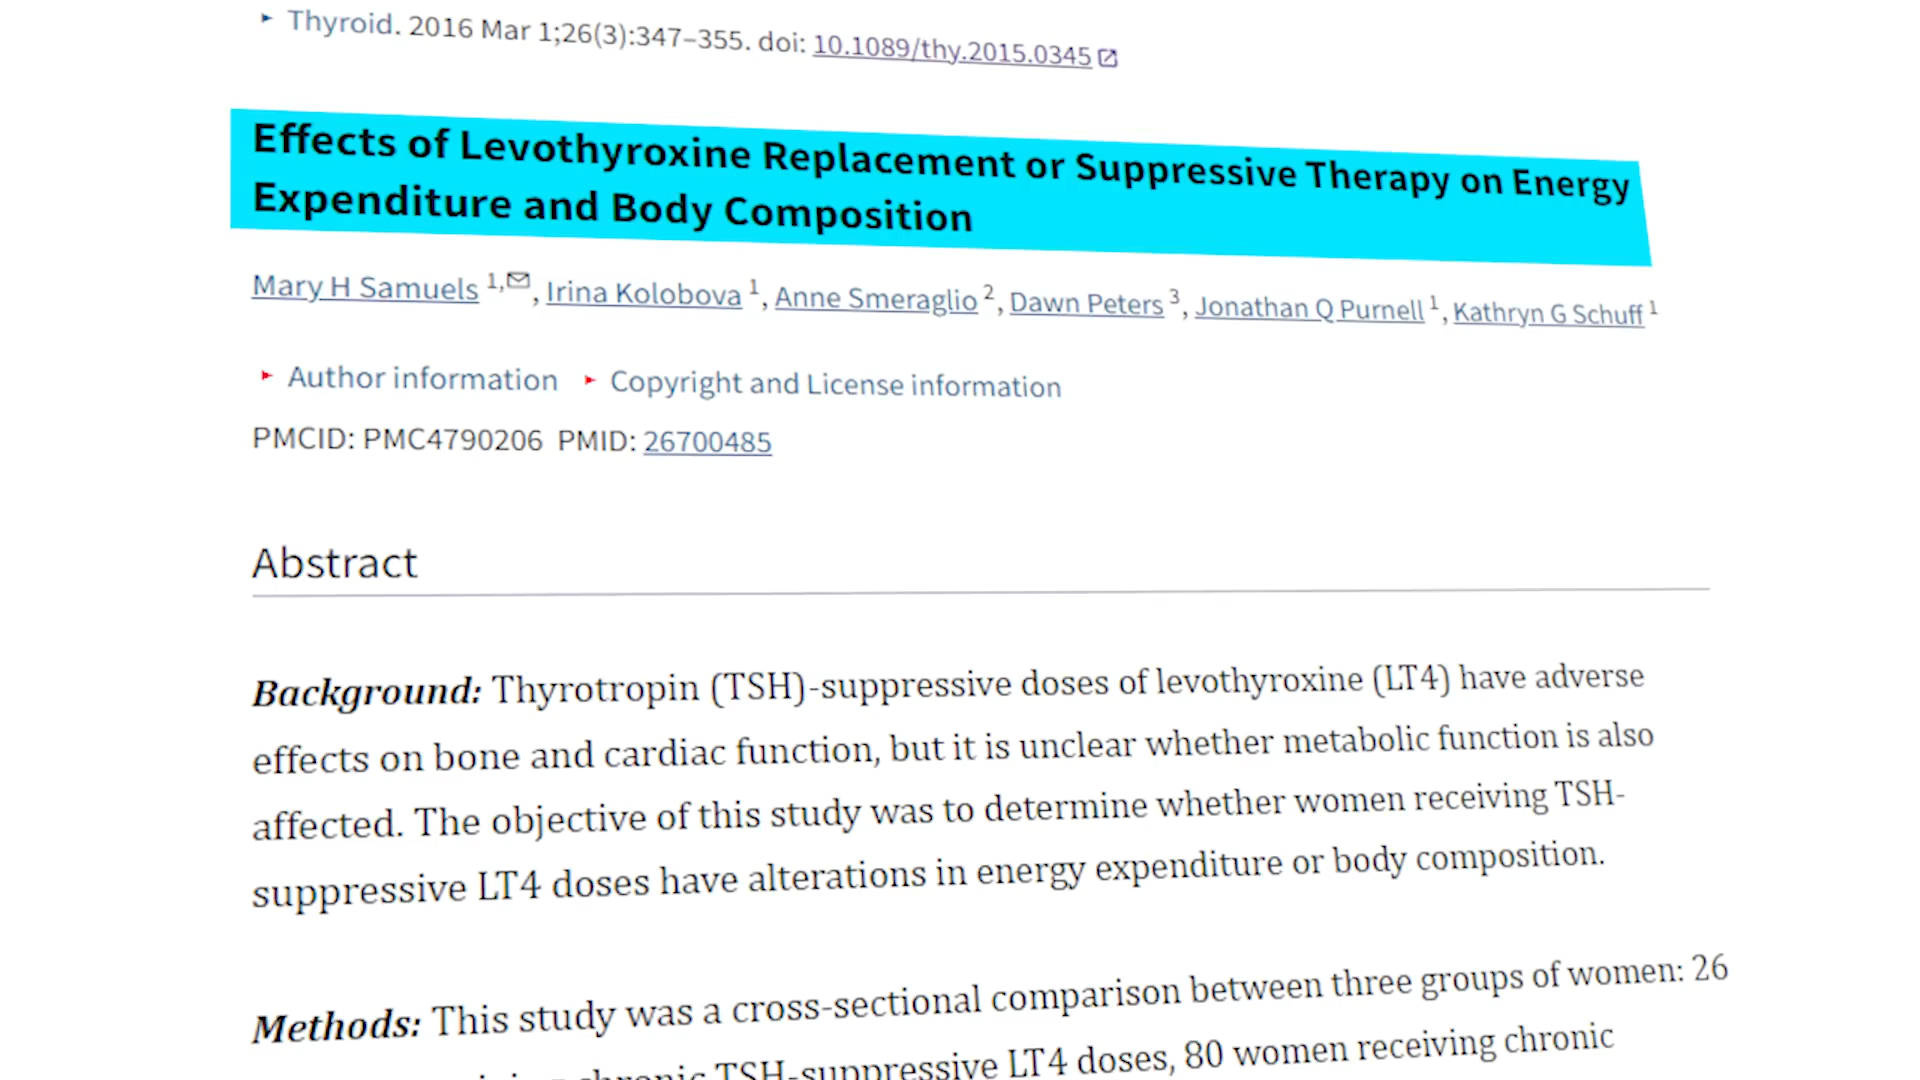 Thyroid. 2016 Mar 1;26(3):347–355. doi: 10.1089/thy.2015.0345
Effects of Levothyroxine Replacement or Suppressive Therapy on Energy
Expenditure and Body Composition
Mary H Samuels 1,, Irina Kolobova 1, Anne Smeraglio 2, Dawn Peters 3, Jonathan Q Purnell 1, Kathryn G Schuff 1
Author information Copyright and License information
PMCID: PMC4790206 PMID: 26700485
Abstract
Background: Thyrotropin (TSH)-suppressive doses of levothyroxine (LT4) have adverse
effects on bone and cardiac function, but it is unclear whether metabolic function is also
affected. The objective of this study was to determine whether women receiving TSH-
suppressive LT4 doses have alterations in energy expenditure or body composition.
Methods: This study was a cross-sectional comparison between three groups of women: 26
chronic TSH-suppressive LT4 doses, 80 women receiving chronic